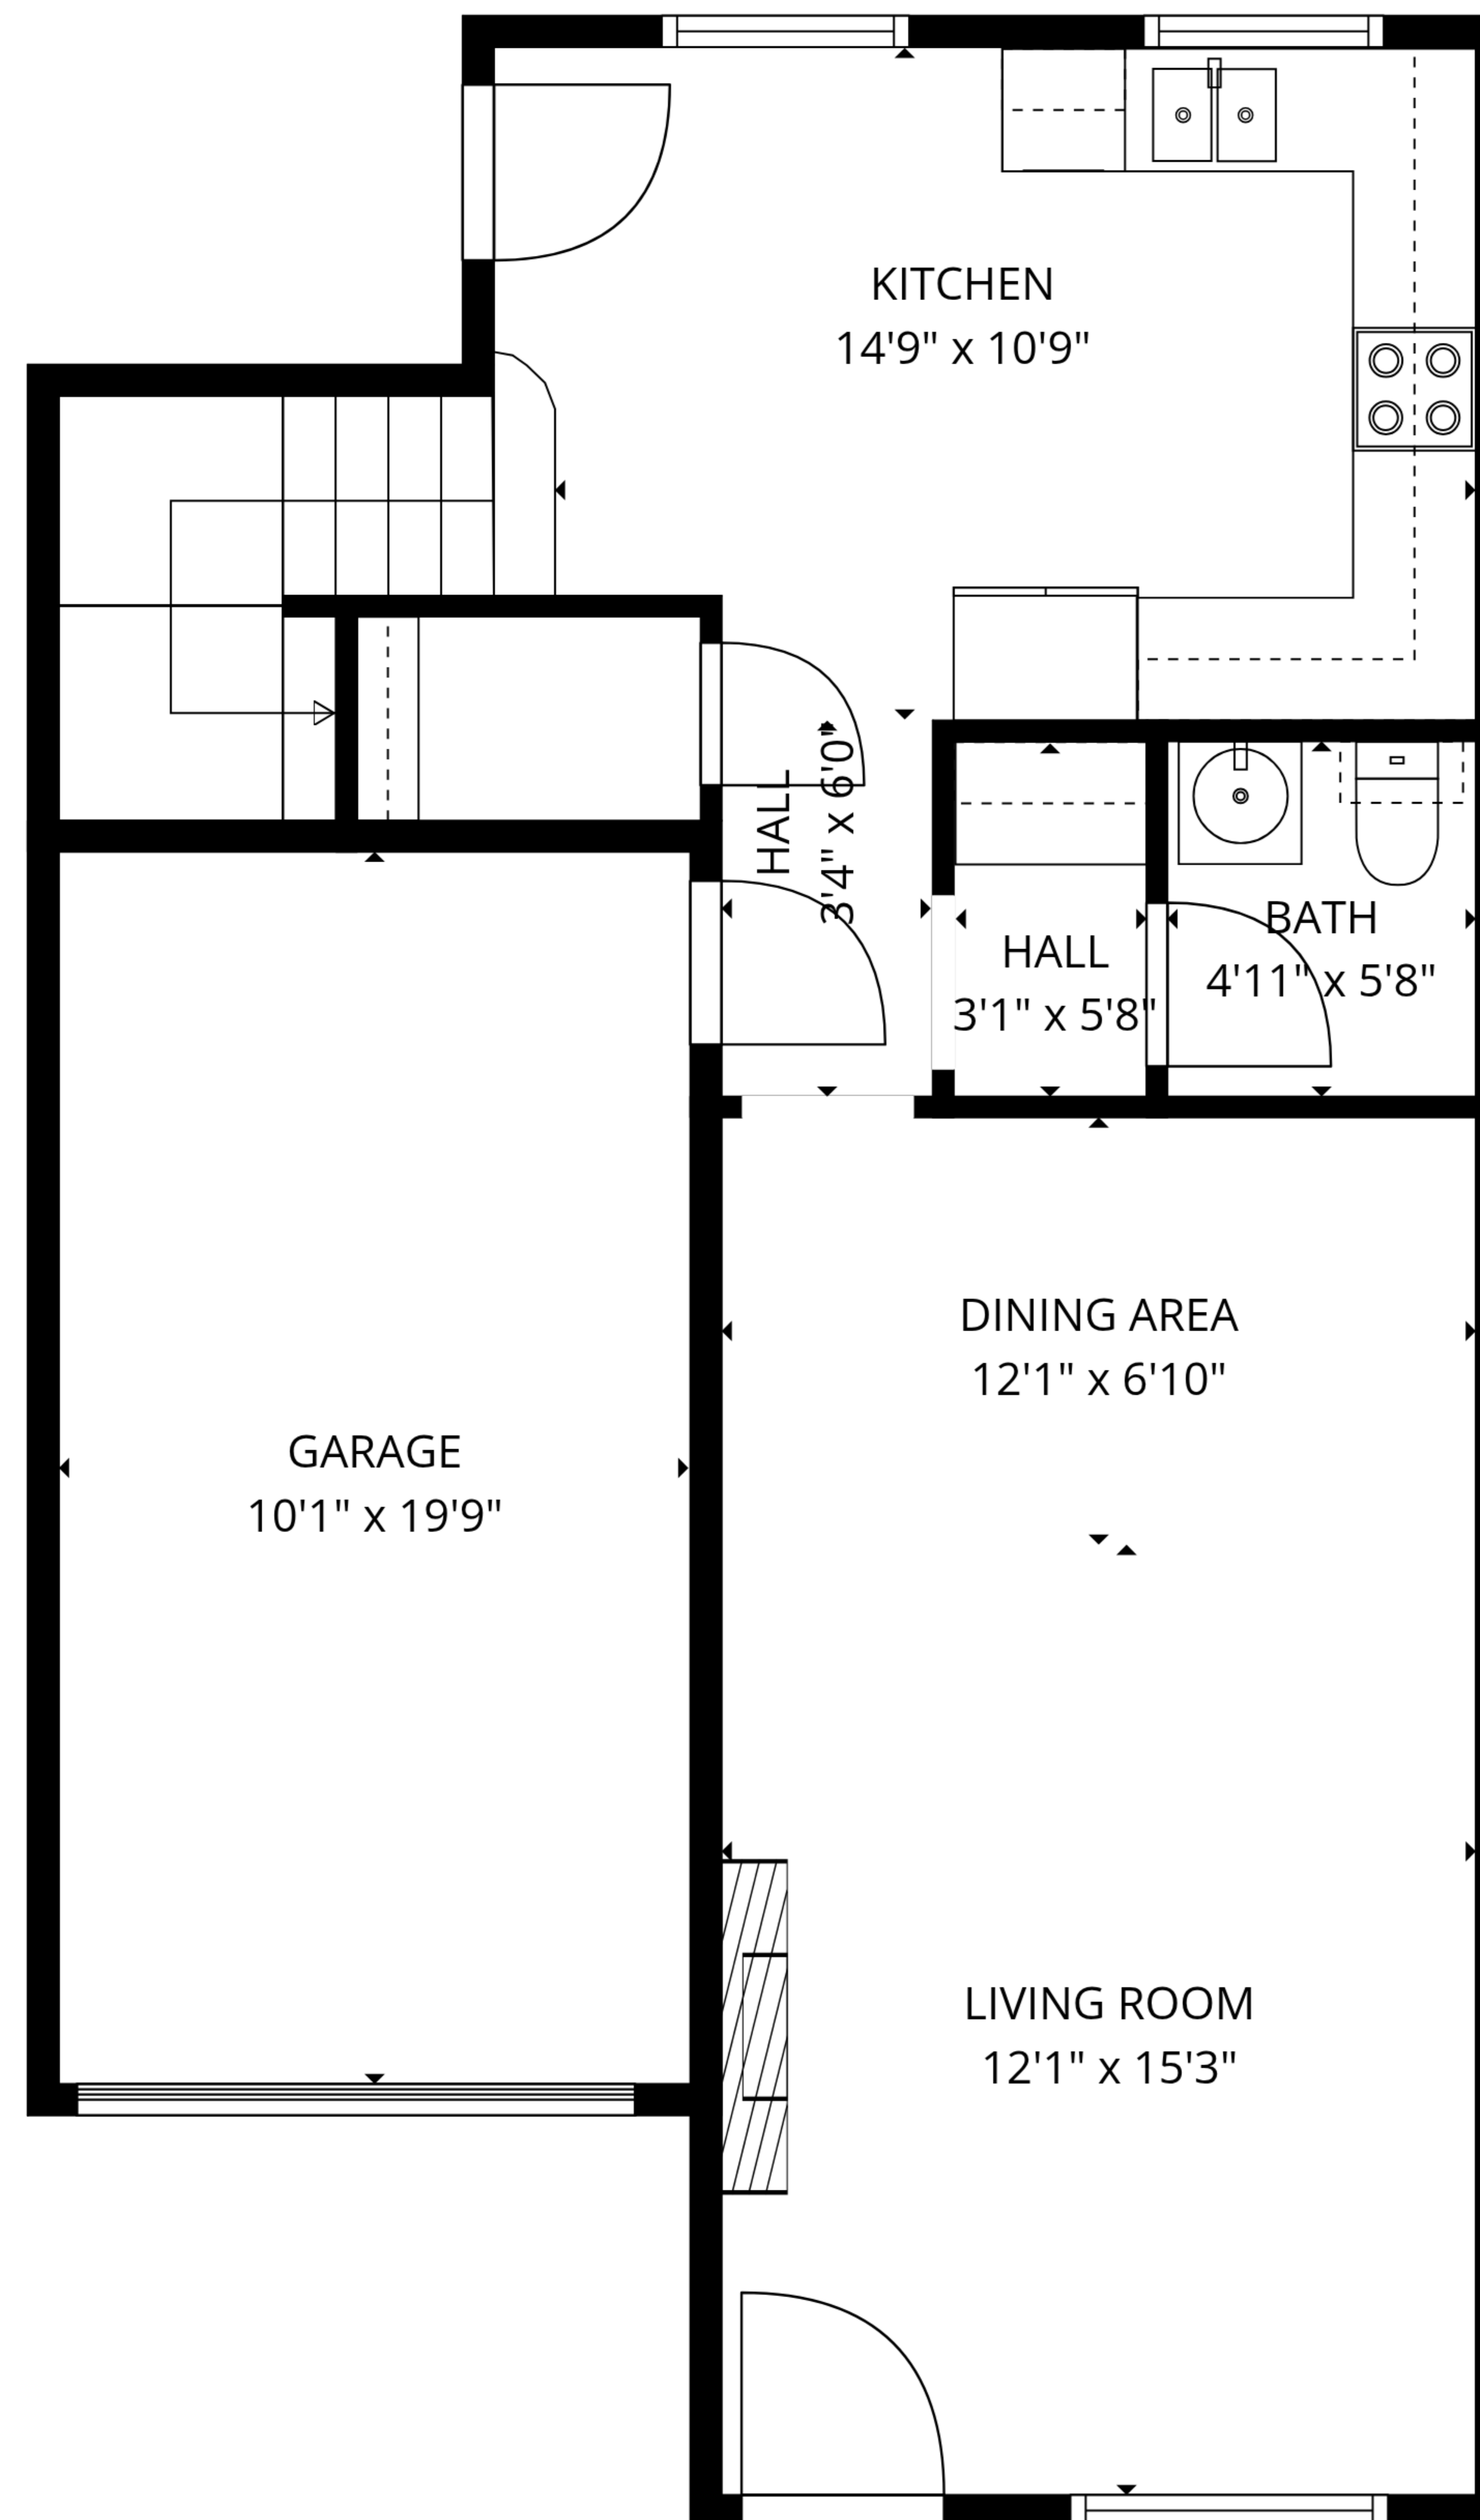 KITCHEN
14'9" x 10'9"
HALL
3'4" x 6'0"
HALL
3'1" x 5'8"
BATH
4'11" x 5'8"
DINING AREA
12'1" x 6'10"
GARAGE
10'1" x 19'9"
LIVING ROOM
12'1" x 15'3"